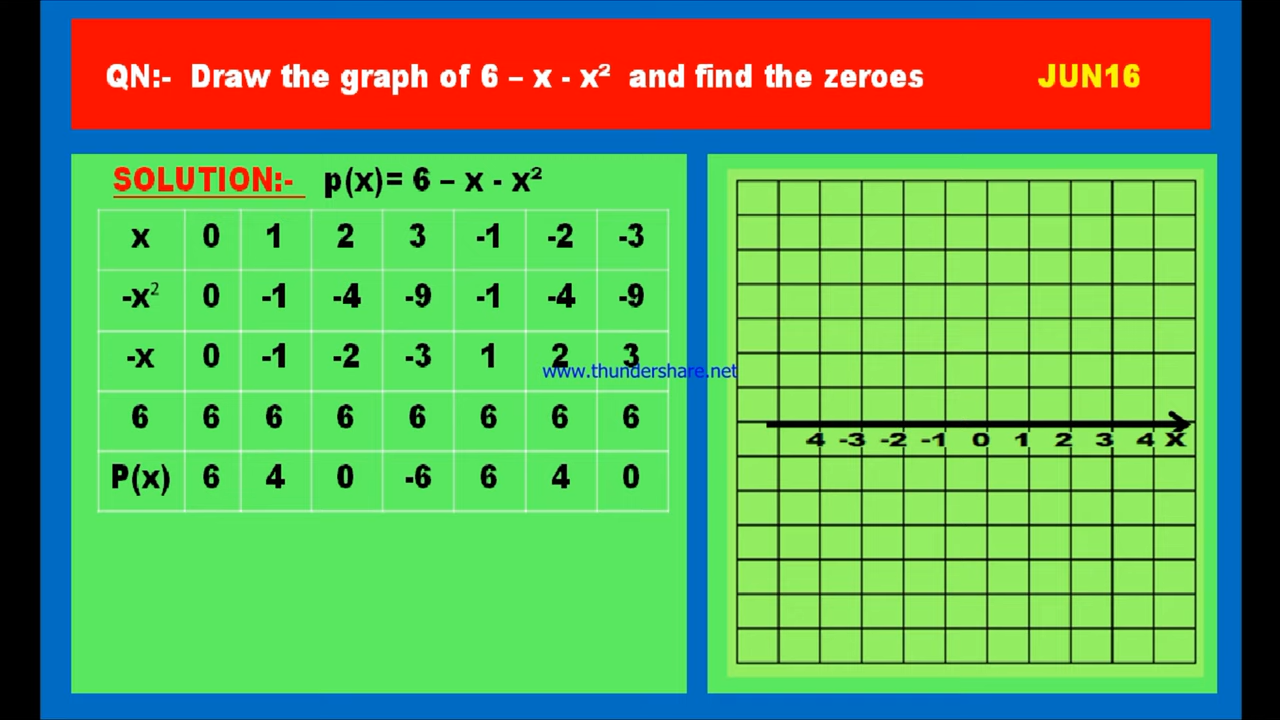 QN:- Draw the graph of 6 – x - x² and find the zeroes JUN16
SOLUTION:- p(x)= 6 – x - x²
x 0 1 2 3 -1 -2 -3
-x² 0 -1 -4 -9 -1 -4 -9
-x 0 -1 -2 -3 1 2 3
www.thundershare.net
6 6 6 6 6 6 6 6
P(x) 6 4 0 -6 6 4 0
4 -3 -2 -1 0 1 2 3 4 X